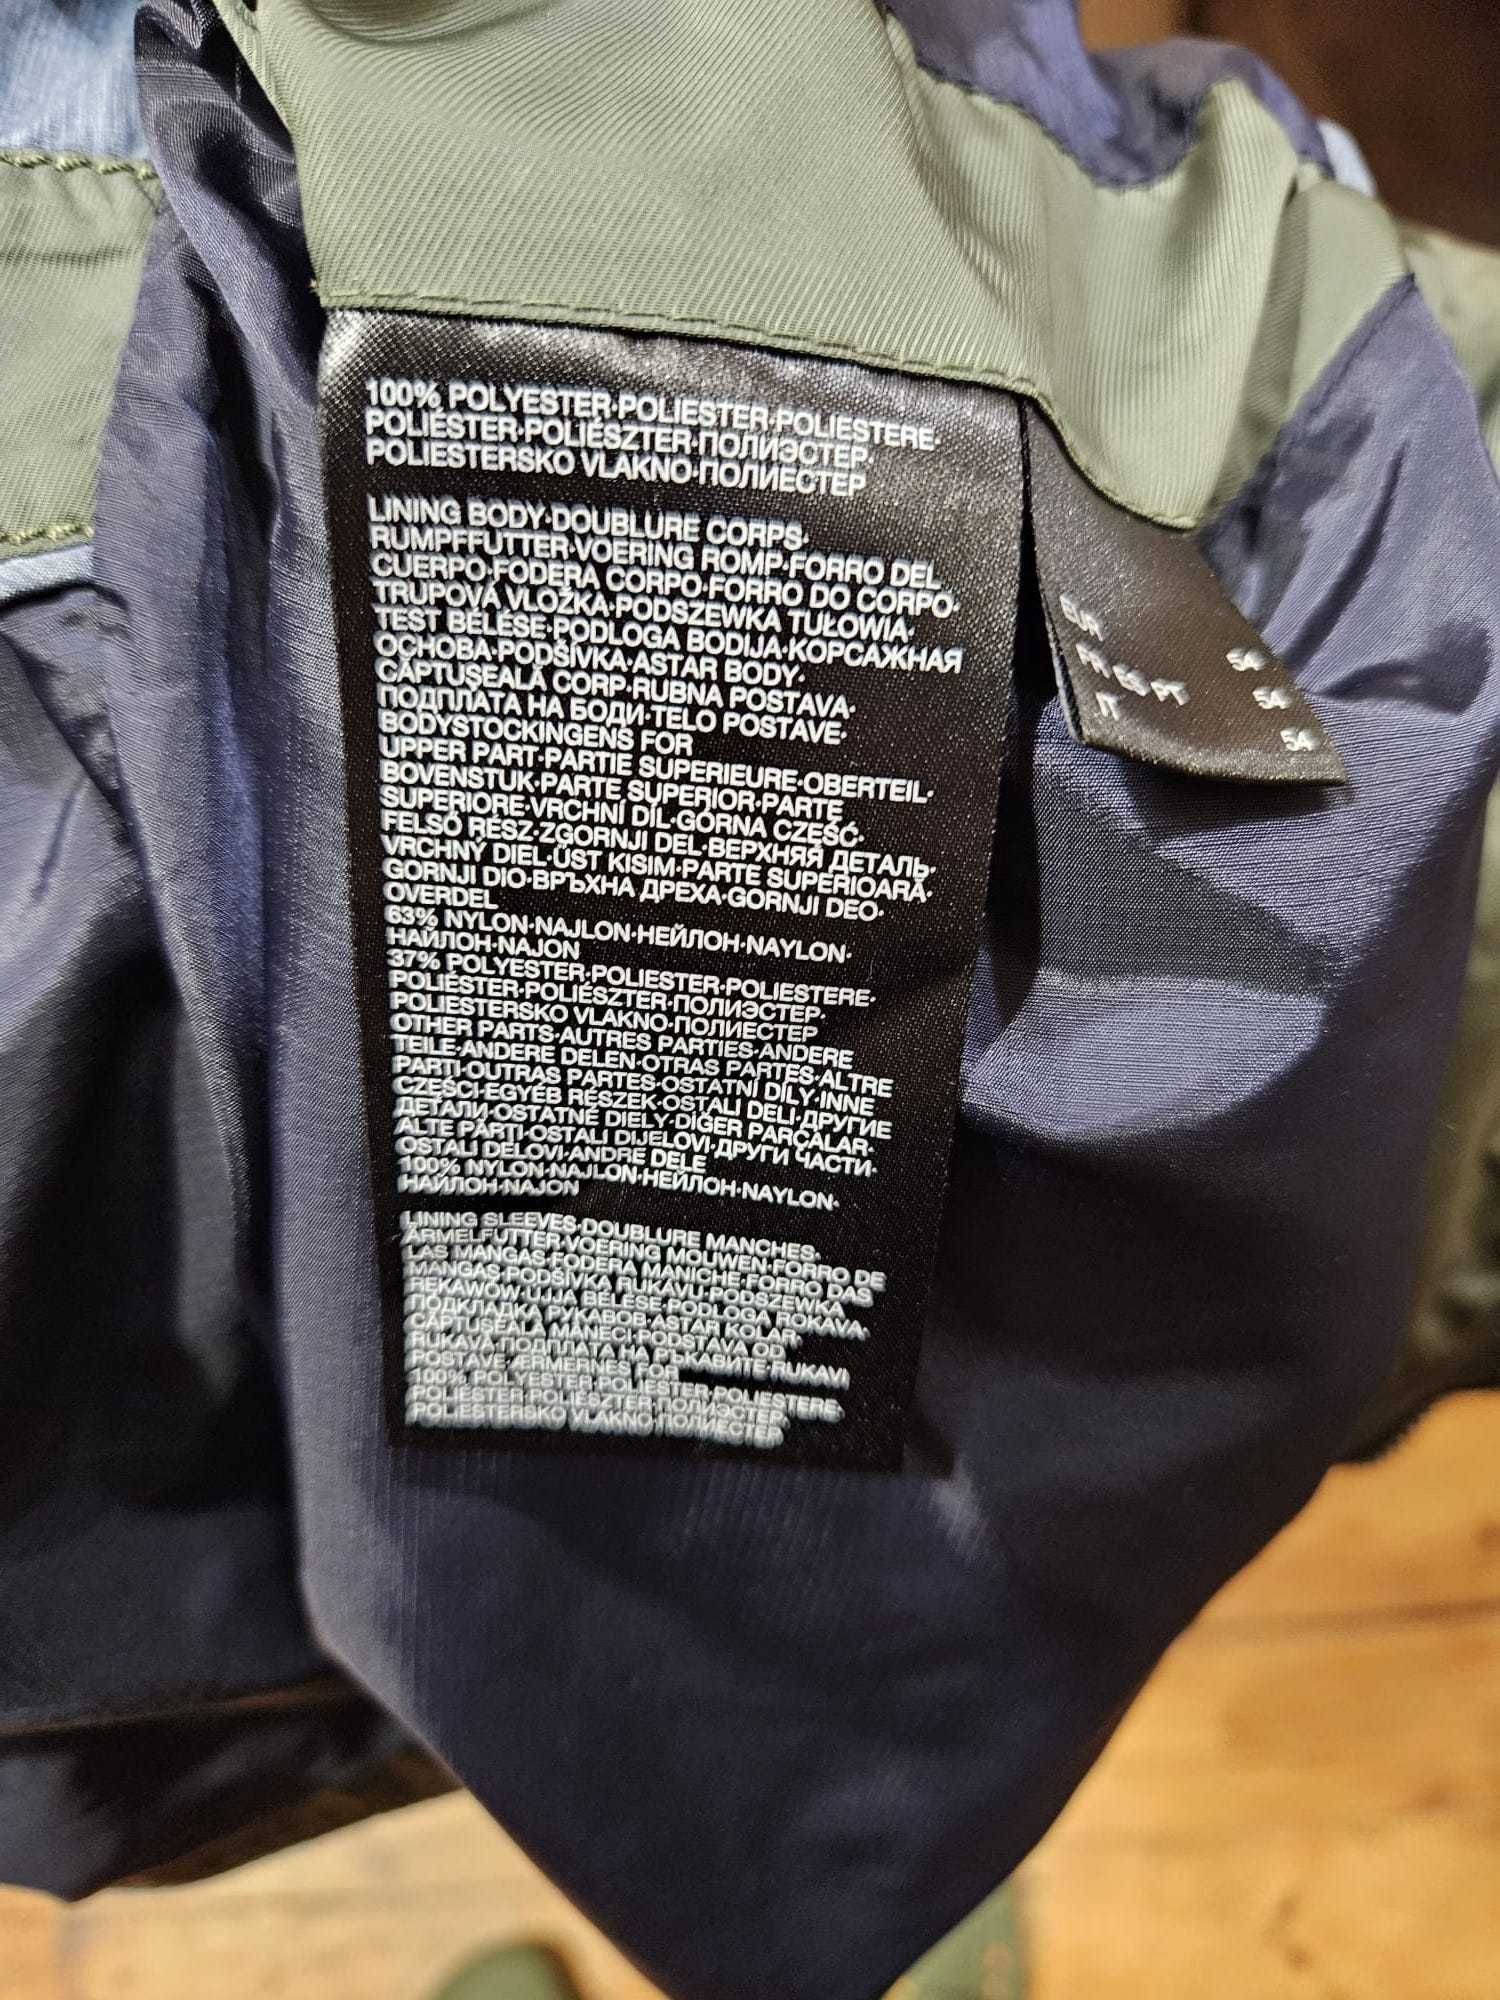 100% POLYESTER·POLIESTER·POLIESTERE·
POLIÉSTER·POLIÉSZTER·ПОЛИЭСТЕР·
POLIESTERSKO VLAKNO·ПОЛИЕСТЕР
LINING BODY·DOUBLURE CORPS·
RUMPFFUTTER·VOERING ROMP·FORRO DEL
CUERPO·FODERA CORPO·FORRO DO CORPO·
TRUPOVÁ VLOŽKA·PODSZEWKA TUŁOWIA·
TEST BÉLÉSE·PODLOGA BODIJA·КОРСАЖНАЯ
ОСНОВА·PODŠÍVKA·ASTAR BODY·
CĂPTUȘEALĂ CORP·RUBNA POSTAVA·
ПОДПЛАТА НА БОДИ·TELO POSTAVE·
BODYSTOCKINGENS FOR
UPPER PART·PARTIE SUPERIEURE·OBERTEIL·
BOVENSTUK·PARTE SUPERIOR·PARTE
SUPERIORE·VRCHNÍ DÍL·GÓRNA CZĘŚĆ·
FELSŐ RÉSZ·ZGORNJI DEL·ВЕРХНЯЯ ДЕТАЛЬ·
VRCHNÝ DIEL·ÜST KISIM·PARTE SUPERIOARĂ·
GORNJI DIO·ВРЪХНА ДРЕХА·GORNJI DEO·
OVERDEL
63% NYLON·NAJLON·НЕЙЛОН·NAYLON·
НАЙЛОН·NAJON
37% POLYESTER·POLIESTER·POLIESTERE·
POLIÉSTER·POLIÉSZTER·ПОЛИЭСТЕР·
POLIESTERSKO VLAKNO·ПОЛИЕСТЕР
OTHER PARTS·AUTRES PARTIES·ANDERE
TEILE·ANDERE DELEN·OTRAS PARTES·ALTRE
PARTI·OUTRAS PARTES·OSTATNÍ DÍLY·INNE
CZĘŚCI·EGYÉB RÉSZEK·OSTALI DELI·ДРУГИЕ
ДЕТАЛИ·OSTATNÉ DIELY·DİĞER PARÇALAR·
ALTE PĂRȚI·OSTALI DIJELOVI·ДРУГИ ЧАСТИ·
OSTALI DELOVI·ANDRE DELE
100% NYLON·NAJLON·НЕЙЛОН·NAYLON·
НАЙЛОН·NAJON
LINING SLEEVES·DOUBLURE MANCHES·
ÄRMELFUTTER·VOERING MOUWEN·FORRO DE
LAS MANGAS·FODERA MANICHE·FORRO DAS
MANGAS·PODŠÍVKA RUKÁVU·PODSZEWKA
RĘKAWÓW·UJJA BÉLÉSE·PODLOGA ROKAVA·
ПОДКЛАДКА РУКАВОВ·ASTAR KOLAR·
CĂPTUȘEALĂ MÂNECI·PODSTAVA OD
RUKAVA·ПОДПЛАТА НА РЪКАВИТЕ·RUKAVI
POSTAVE·ÆRMERNES FOR
100% POLYESTER·POLIESTER·POLIESTERE·
POLIÉSTER·POLIÉSZTER·ПОЛИЭСТЕР·
POLIESTERSKO VLAKNO·ПОЛИЕСТЕР
EUR 54
FR ES PT 54
IT 54